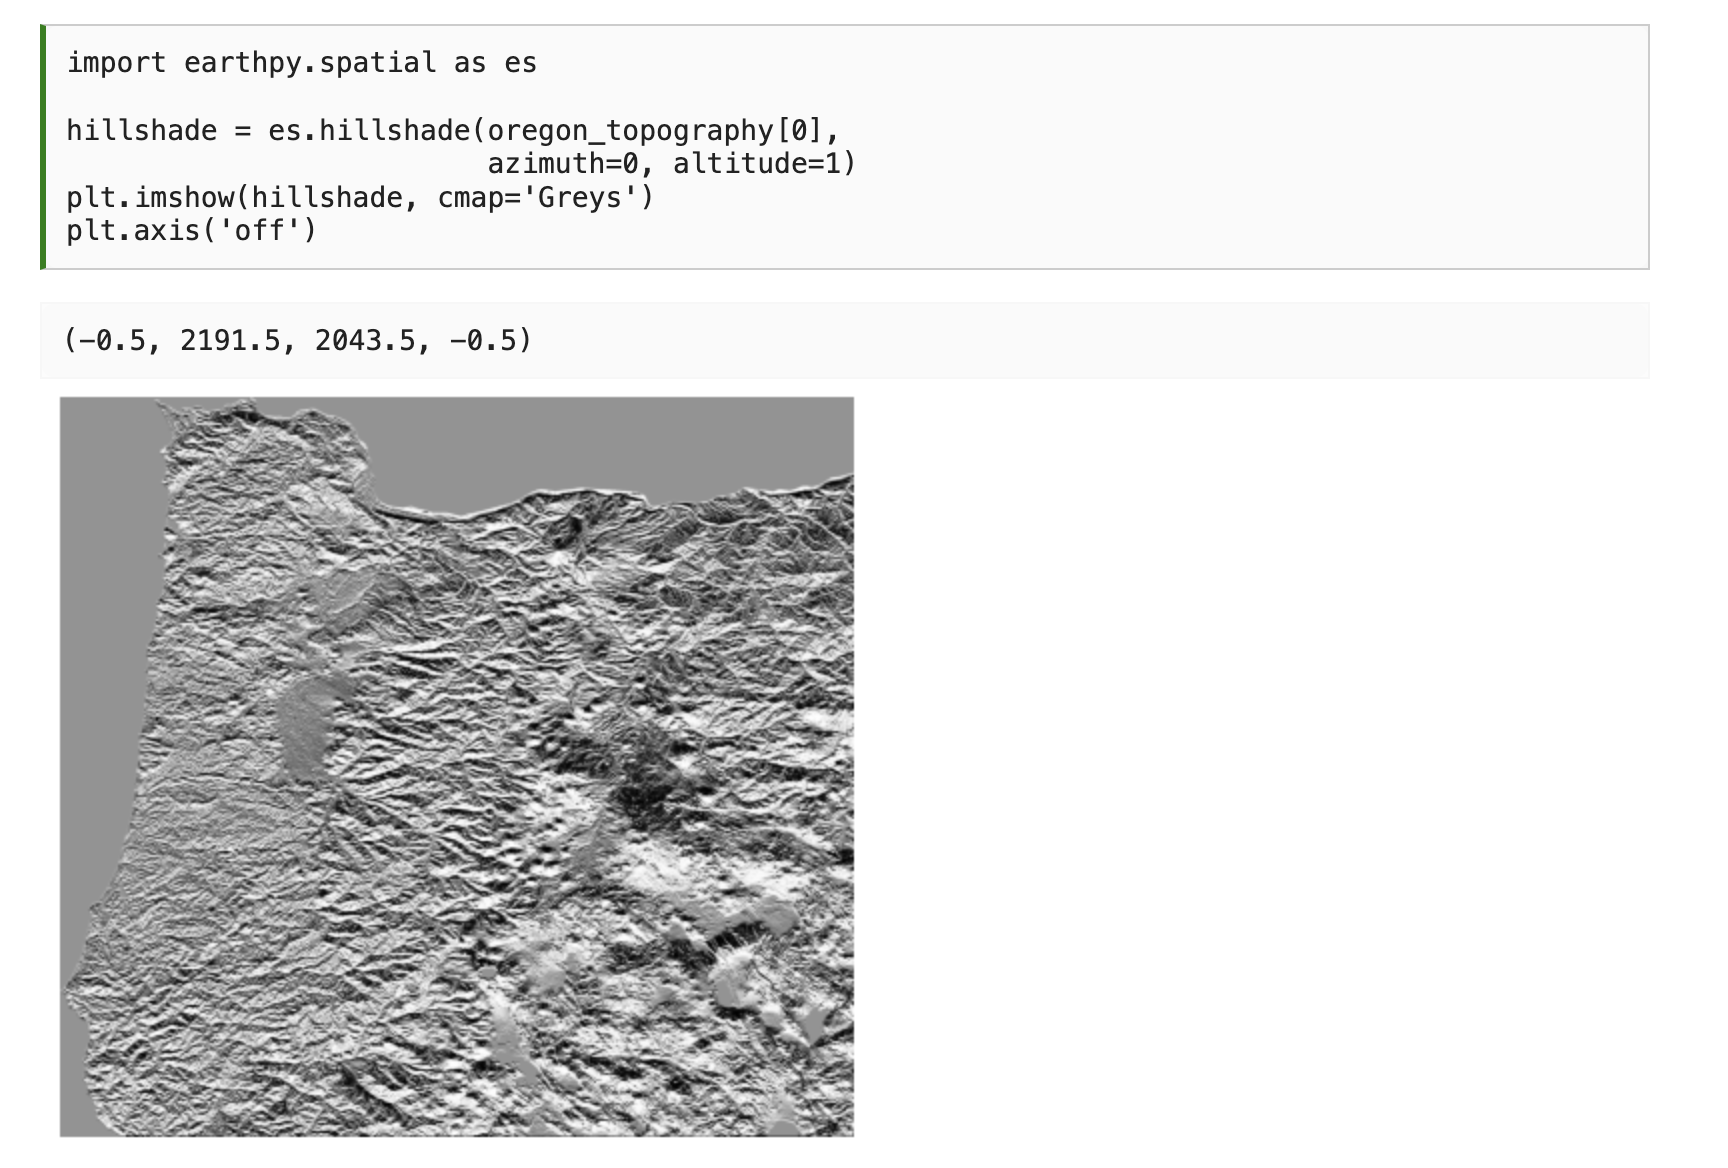 import earthpy.spatial as es
hillshade = es.hillshade(oregon_topography[0],
                         azimuth=0, altitude=1)
plt.imshow(hillshade, cmap='Greys')
plt.axis('off')
(-0.5, 2191.5, 2043.5, -0.5)